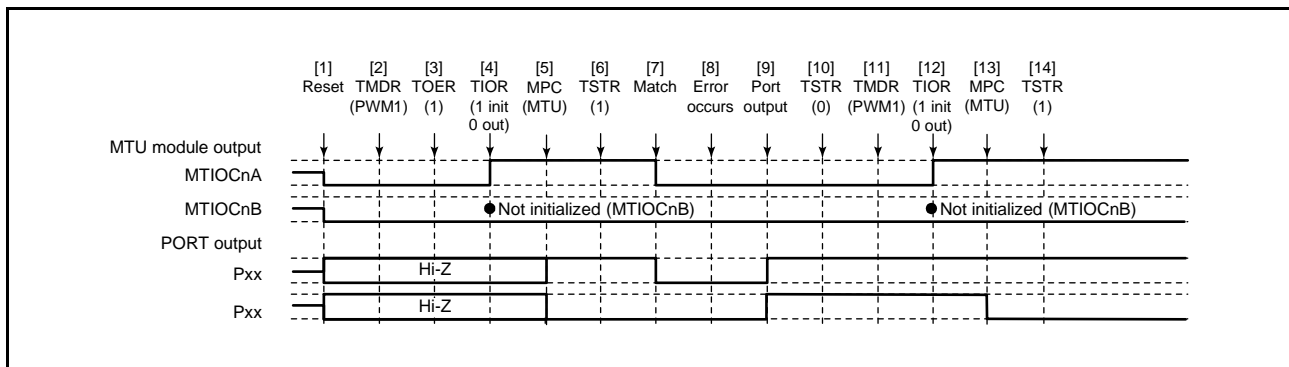 [1] [2] [3] [4] [5] [6] [7] [8] [9] [10] [11] [12] [13] [14]
Reset TMDR TOER TIOR MPC TSTR Match Error Port TSTR TMDR TIOR MPC TSTR
(PWM1) (1) (1 init (MTU) (1) occurs output (0) (PWM1) (1 init (MTU) (1)
0 out) 0 out)
MTU module output
MTIOCnA
MTIOCnB Not initialized (MTIOCnB) Not initialized (MTIOCnB)
PORT output
Pxx Hi-Z
Pxx Hi-Z